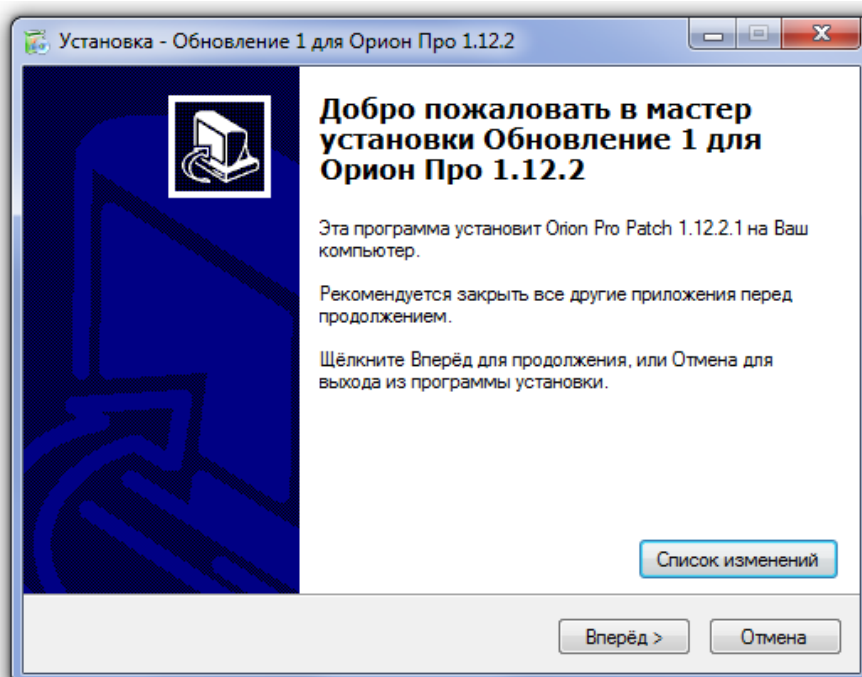 Установка - Обновление 1 для Орион Про 1.12.2
Добро пожаловать в мастер
установки Обновление 1 для
Орион Про 1.12.2
Эта программа установит Orion Pro Patch 1.12.2.1 на Ваш
компьютер.
Рекомендуется закрыть все другие приложения перед
продолжением.
Щёлкните Вперёд для продолжения, или Отмена для
выхода из программы установки.
Список изменений
Вперёд >
Отмена